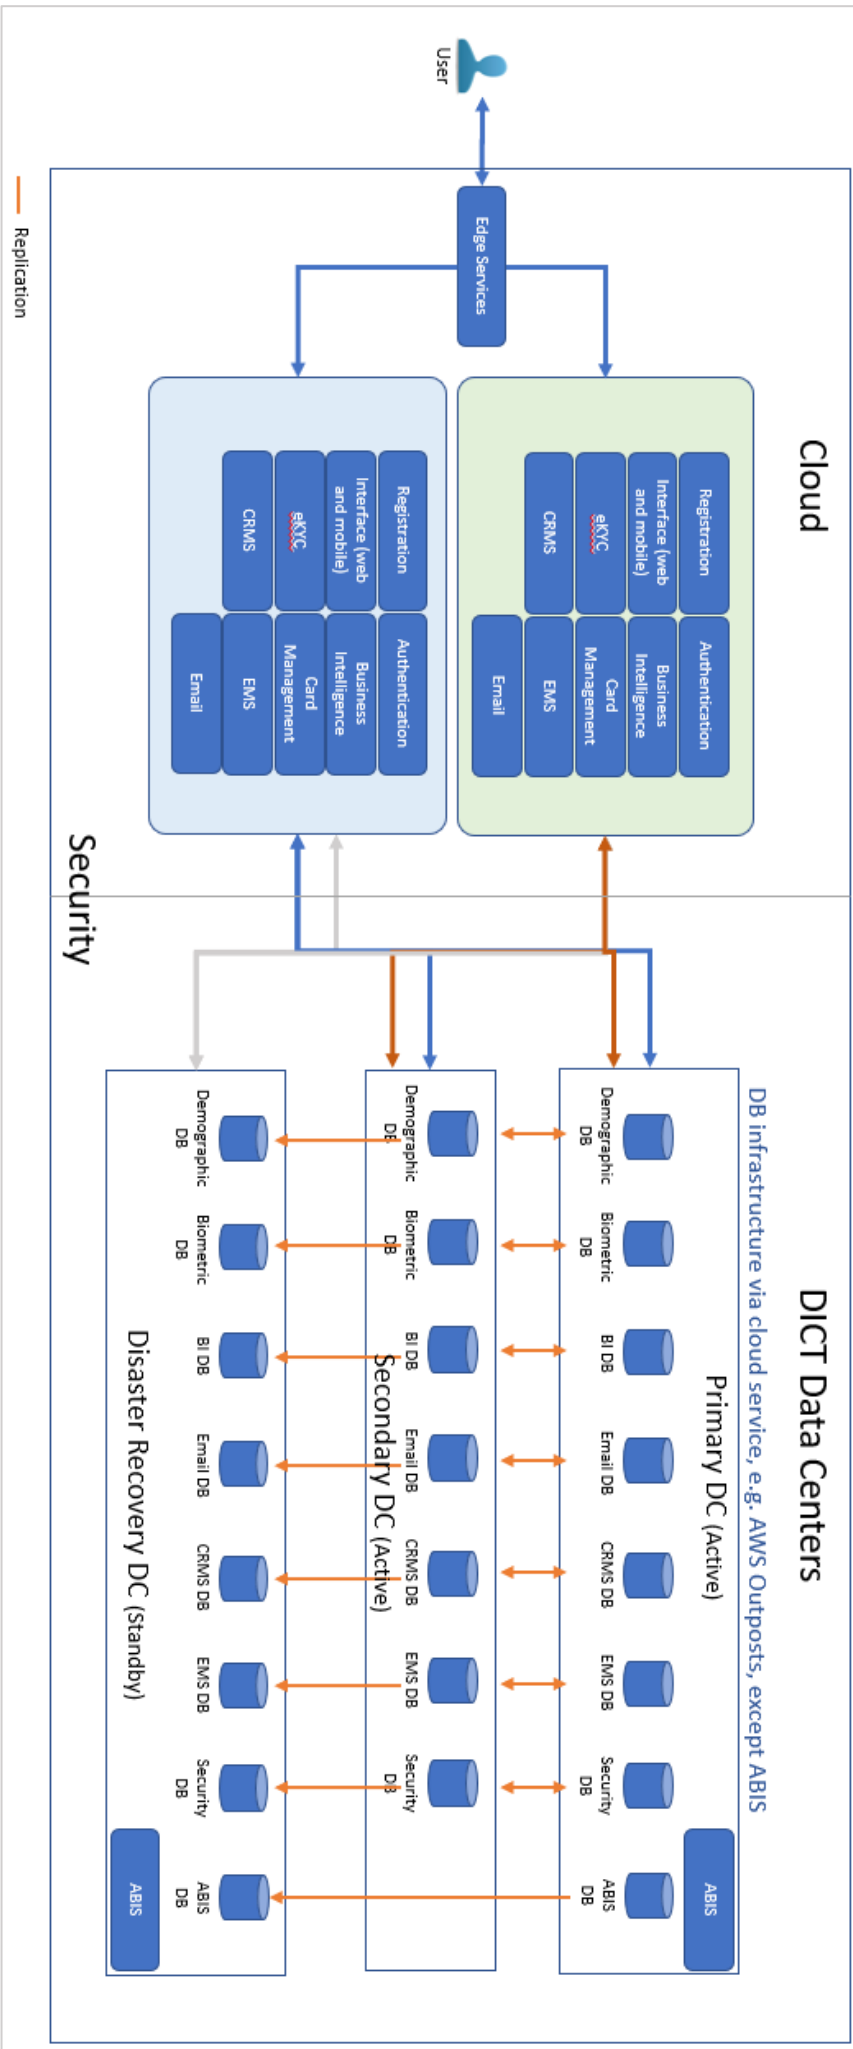 Cloud
DICT Data Centers
DB infrastructure via cloud service, e.g. AWS Outposts, except ABIS
User
Edge Services
Registration
Authentication
Interface (web
and mobile)
Business
Intelligence
eKYC
Card
Management
CRMS
EMS
Email
Registration
Authentication
Interface (web
and mobile)
Business
Intelligence
eKYC
Card
Management
CRMS
EMS
Email
Primary DC (Active)
ABIS
Demographic
DB
Biometric
DB
BI DB
Email DB
CRMS DB
EMS DB
Security
DB
ABIS
DB
Demographic
DB
Biometric
DB
BI DB
Email DB
CRMS DB
EMS DB
Security
DB
Secondary DC (Active)
Demographic
DB
Biometric
DB
BI DB
Email DB
CRMS DB
EMS DB
Security
DB
ABIS
DB
Disaster Recovery DC (Standby)
ABIS
Security
Replication